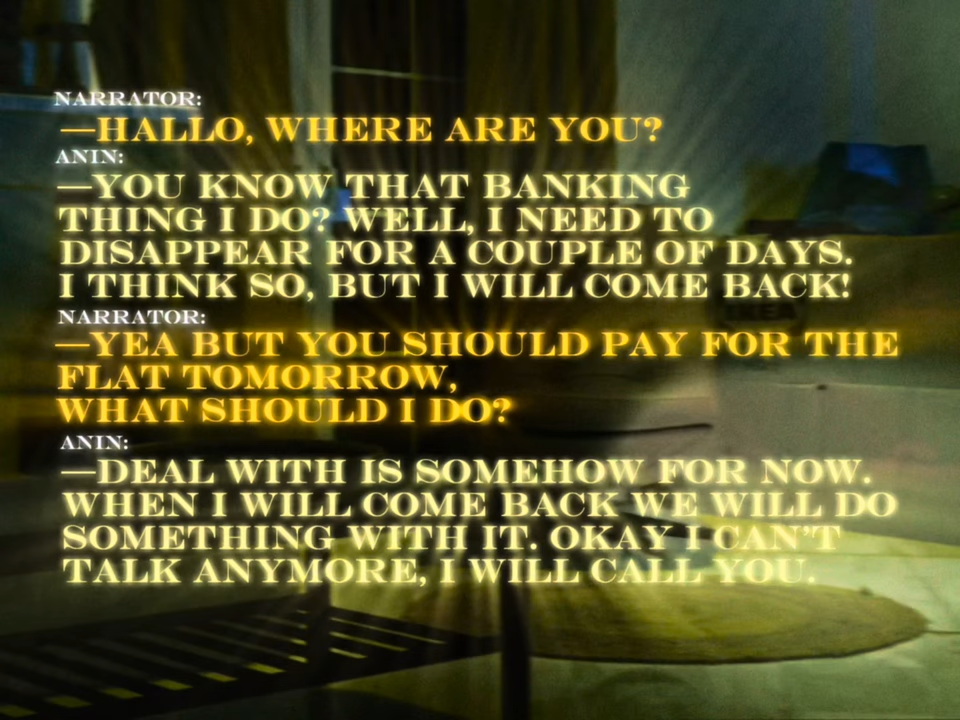 NARRATOR:
—HALLO, WHERE ARE YOU?
ANIN:
—YOU KNOW THAT BANKING
THING I DO? WELL, I NEED TO
DISAPPEAR FOR A COUPLE OF DAYS.
I THINK SO, BUT I WILL COME BACK!
IKEA
NARRATOR:
—YEA BUT YOU SHOULD PAY FOR THE
FLAT TOMORROW,
WHAT SHOULD I DO?
ANIN:
—DEAL WITH IS SOMEHOW FOR NOW.
WHEN I WILL COME BACK WE WILL DO
SOMETHING WITH IT. OKAY I CAN'T
TALK ANYMORE, I WILL CALL YOU.